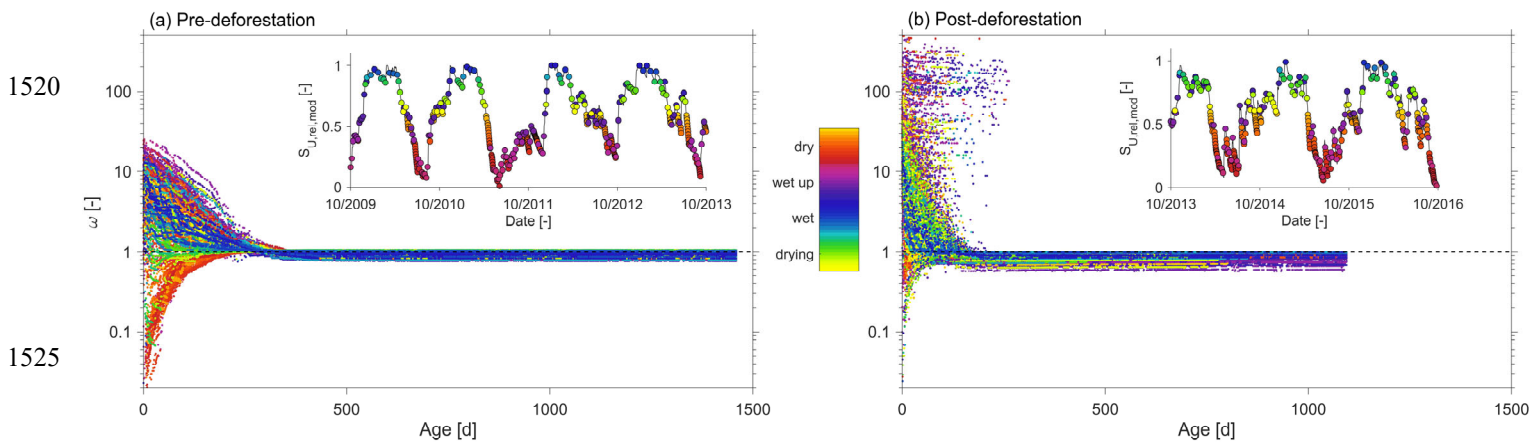 (a) Pre-deforestation
(b) Post-deforestation
1520
1525
ω [-]
100
10
1
0.1
0
500
1000
1500
Age [d]
S_U,rel,mod [-]
1
0.5
0
10/2009
10/2010
10/2011
10/2012
10/2013
Date [-]
dry
wet up
wet
drying
100
10
1
0.1
0
500
1000
1500
Age [d]
S_U,rel,mod [-]
1
0.5
0
10/2013
10/2014
10/2015
10/2016
Date [-]